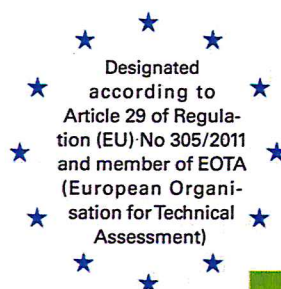 Designated
according to
Article 29 of Regula-
tion (EU) No 305/2011
and member of EOTA
(European Organi-
sation for Technical
Assessment)